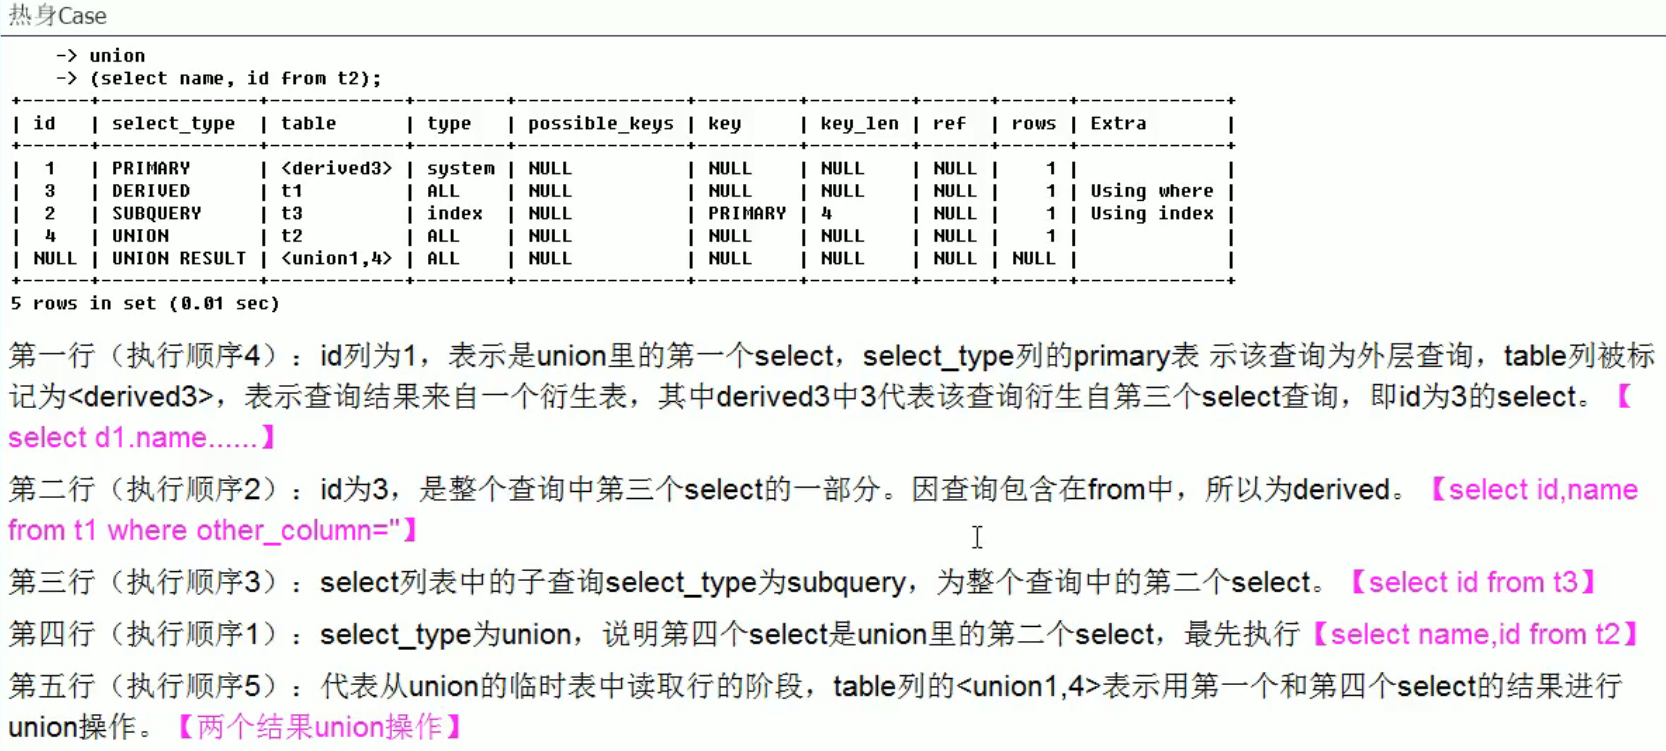 热身Case
-> union
-> (select name, id from t2);
+------+--------------+------------+--------+---------------+---------+---------+------+------+-------------+
| id | select_type | table | type | possible_keys | key | key_len | ref | rows | Extra |
+------+--------------+------------+--------+---------------+---------+---------+------+------+-------------+
| 1 | PRIMARY | <derived3> | system | NULL | NULL | NULL | NULL | 1 | |
| 3 | DERIVED | t1 | ALL | NULL | NULL | NULL | NULL | 1 | Using where |
| 2 | SUBQUERY | t3 | index | NULL | PRIMARY | 4 | NULL | 1 | Using index |
| 4 | UNION | t2 | ALL | NULL | NULL | NULL | NULL | 1 | |
| NULL | UNION RESULT | <union1,4> | ALL | NULL | NULL | NULL | NULL | NULL | |
+------+--------------+------------+--------+---------------+---------+---------+------+------+-------------+
5 rows in set (0.01 sec)
第一行（执行顺序4）：id列为1，表示是union里的第一个select，select_type列的primary表 示该查询为外层查询，table列被标
记为<derived3>，表示查询结果来自一个衍生表，其中derived3中3代表该查询衍生自第三个select查询，即id为3的select。【
select d1.name......】
第二行（执行顺序2）：id为3，是整个查询中第三个select的一部分。因查询包含在from中，所以为derived。【select id,name
from t1 where other_column=''】
第三行（执行顺序3）：select列表中的子查询select_type为subquery，为整个查询中的第二个select。【select id from t3】
第四行（执行顺序1）：select_type为union，说明第四个select是union里的第二个select，最先执行【select name,id from t2】
第五行（执行顺序5）：代表从union的临时表中读取行的阶段，table列的<union1,4>表示用第一个和第四个select的结果进行
union操作。【两个结果union操作】